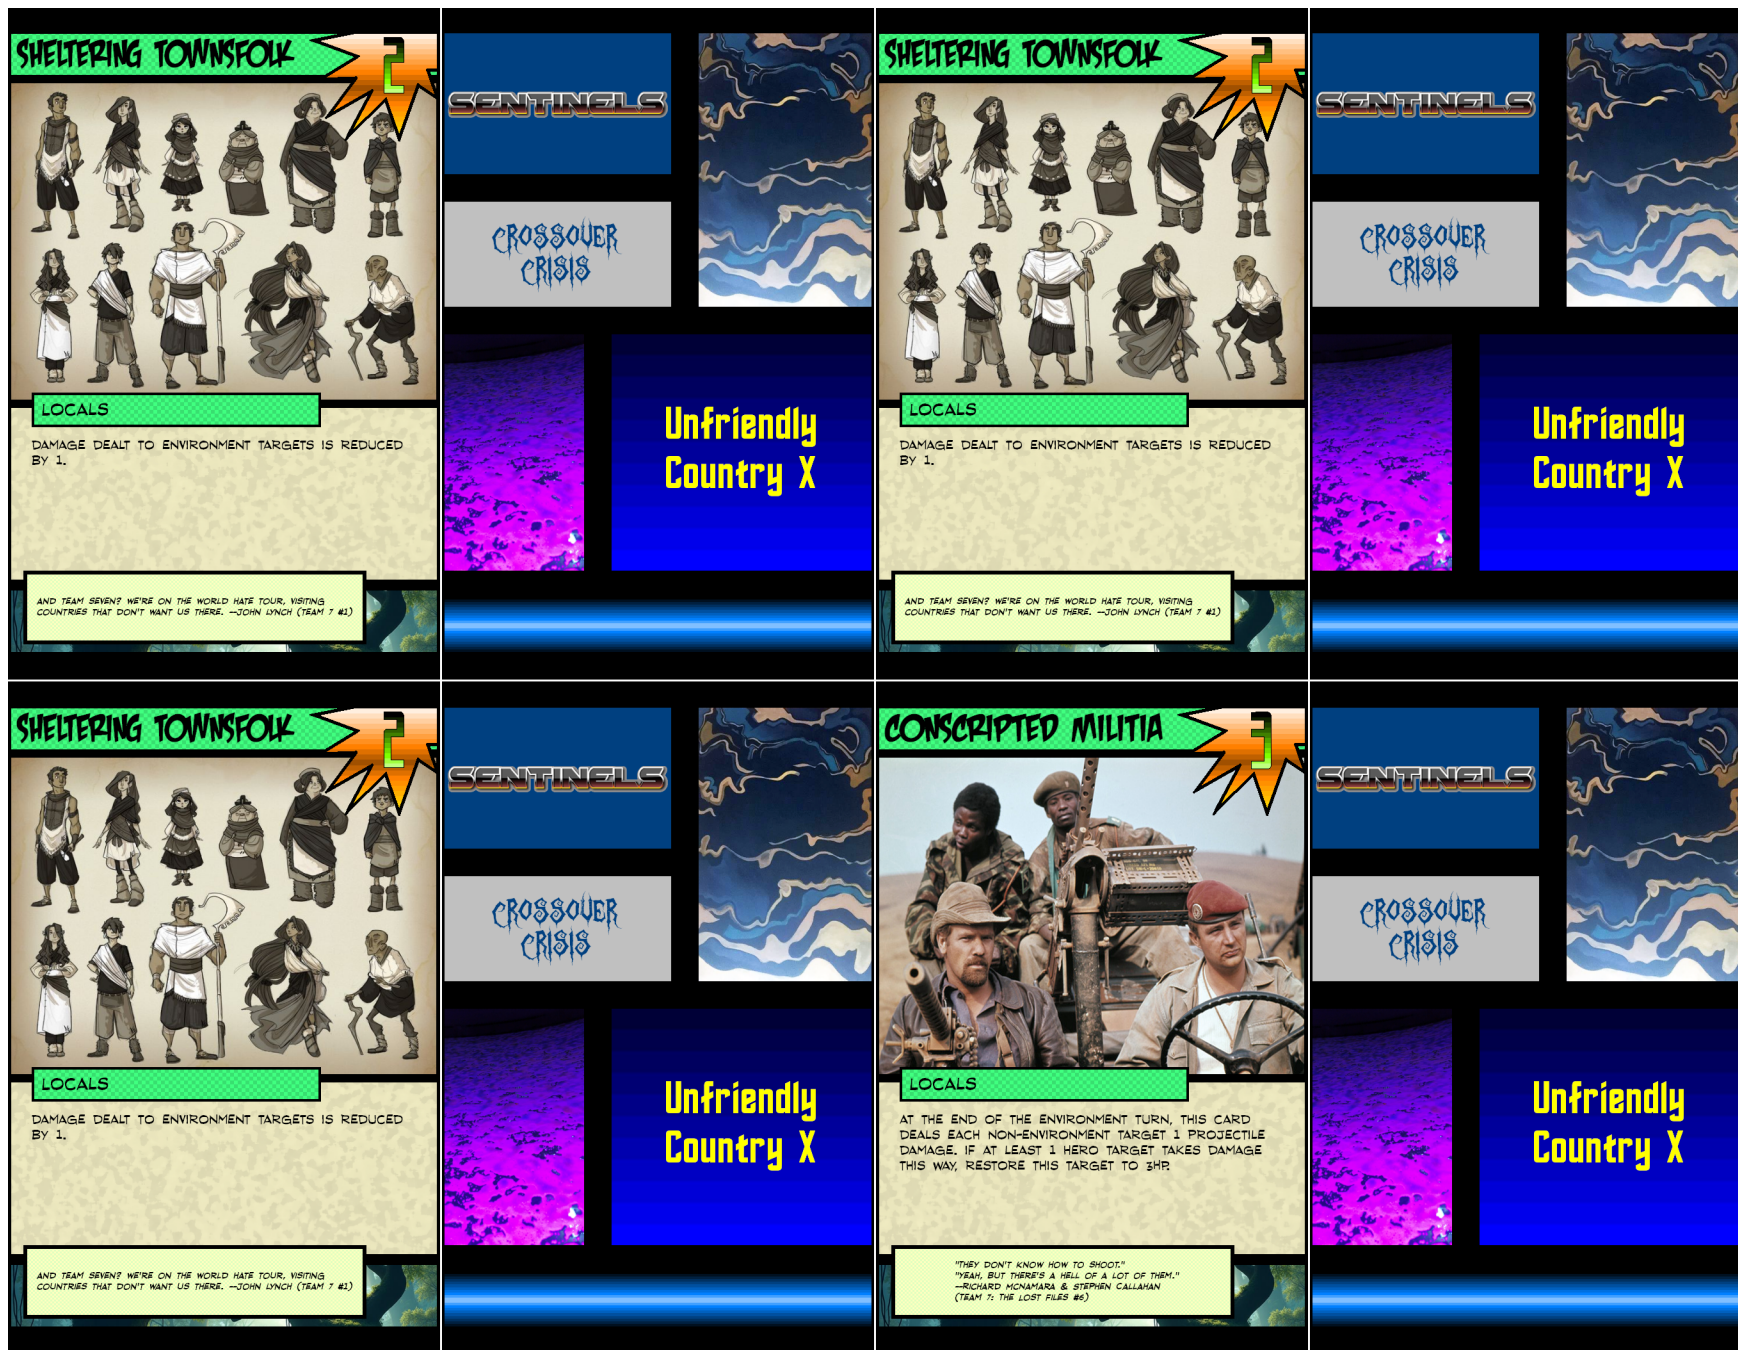 SHELTERING TOWNSFOLK
2
LOCALS
DAMAGE DEALT TO ENVIRONMENT TARGETS IS REDUCED
BY 1.
AND TEAM SEVEN? WE'RE ON THE WORLD HATE TOUR, VISITING
COUNTRIES THAT DON'T WANT US THERE. --JOHN LYNCH (TEAM 7 #1)
SENTINELS
CROSSOVER
CRISIS
Unfriendly
Country X
SHELTERING TOWNSFOLK
2
LOCALS
DAMAGE DEALT TO ENVIRONMENT TARGETS IS REDUCED
BY 1.
AND TEAM SEVEN? WE'RE ON THE WORLD HATE TOUR, VISITING
COUNTRIES THAT DON'T WANT US THERE. --JOHN LYNCH (TEAM 7 #1)
SENTINELS
CROSSOVER
CRISIS
Unfriendly
Country X
SHELTERING TOWNSFOLK
2
LOCALS
DAMAGE DEALT TO ENVIRONMENT TARGETS IS REDUCED
BY 1.
AND TEAM SEVEN? WE'RE ON THE WORLD HATE TOUR, VISITING
COUNTRIES THAT DON'T WANT US THERE. --JOHN LYNCH (TEAM 7 #1)
SENTINELS
CROSSOVER
CRISIS
Unfriendly
Country X
CONSCRIPTED MILITIA
3
LOCALS
AT THE END OF THE ENVIRONMENT TURN, THIS CARD
DEALS EACH NON-ENVIRONMENT TARGET 1 PROJECTILE
DAMAGE. IF AT LEAST 1 HERO TARGET TAKES DAMAGE
THIS WAY, RESTORE THIS TARGET TO 3HP.
"THEY DON'T KNOW HOW TO SHOOT."
"YEAH, BUT THERE'S A HELL OF A LOT OF THEM."
--RICHARD MCNAMARA & STEPHEN CALLAHAN
(TEAM 7: THE LOST FILES #6)
SENTINELS
CROSSOVER
CRISIS
Unfriendly
Country X